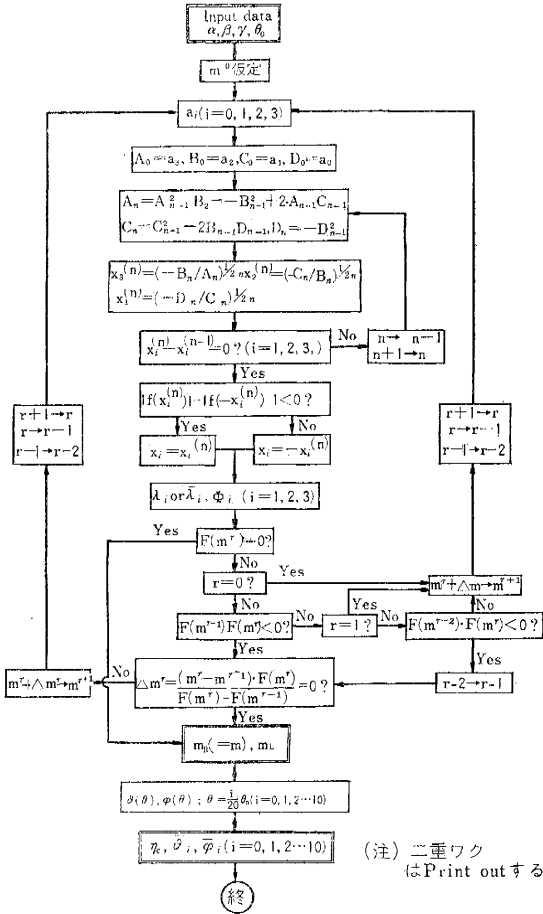 Input data
α, β, γ, θ₀
m⁰仮定
aᵢ(i=0, 1, 2, 3)
A₀=a₃, B₀=a₂, C₀=a₁, D₀=a₀
Aₙ=A²ₙ₋₁ B₂=−B²ₙ₋₁+2·Aₙ₋₁Cₙ₋₁
Cₙ=C²ₙ₋₁−2Bₙ₋₁Dₙ₋₁, Dₙ=−D²ₙ₋₁
x₃⁽ⁿ⁾=(−Bₙ/Aₙ)^½n x₂⁽ⁿ⁾=(-Cₙ/Bₙ)^½n
x₁⁽ⁿ⁾=(−Dₙ/Cₙ)^½n
xᵢ⁽ⁿ⁾−xᵢ⁽ⁿ⁻¹⁾=0? (i=1, 2, 3,)
No
n→ n−1
n+1→n
Yes
|f(xᵢ⁽ⁿ⁾)|−|f(−xᵢ⁽ⁿ⁾) |<0?
Yes
No
xᵢ=xᵢ⁽ⁿ⁾
xᵢ=−xᵢ⁽ⁿ⁾
r+1→r
r→r−1
r−1→r−2
r+1→r
r→r−1
r−1→r−2
λᵢ or λ̄ᵢ, Φᵢ (i=1, 2, 3)
Yes
F(mʳ)=0?
No
r=0?
Yes
mʳ+△m→mʳ⁺¹
No
Yes
No
F(mʳ⁻¹)F(mʳ)<0?
No
r=1?
No
F(mʳ⁻²)·F(mʳ)<0?
Yes
Yes
mʳ+△mʳ→mʳ⁺¹
No
△mʳ=(mʳ−mʳ⁻¹)·F(mʳ)/F(mʳ)−F(mʳ⁻¹)=0?
r-2→r-1
Yes
m_B(=m), m_L
ϑ(θ), φ(θ) ; θ=i/20 θ₀(i=0, 1, 2…10)
ϑ̄ᵢ, φ̄ᵢ(i=0, 1, 2…10)
(注) 二重ワク
はPrint outする
終